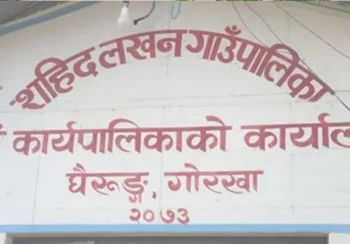 शहिद लखन गाउँपालिका
कार्यपालिकाको कार्याल
घैरुङ्ग, गोरखा
२०७३